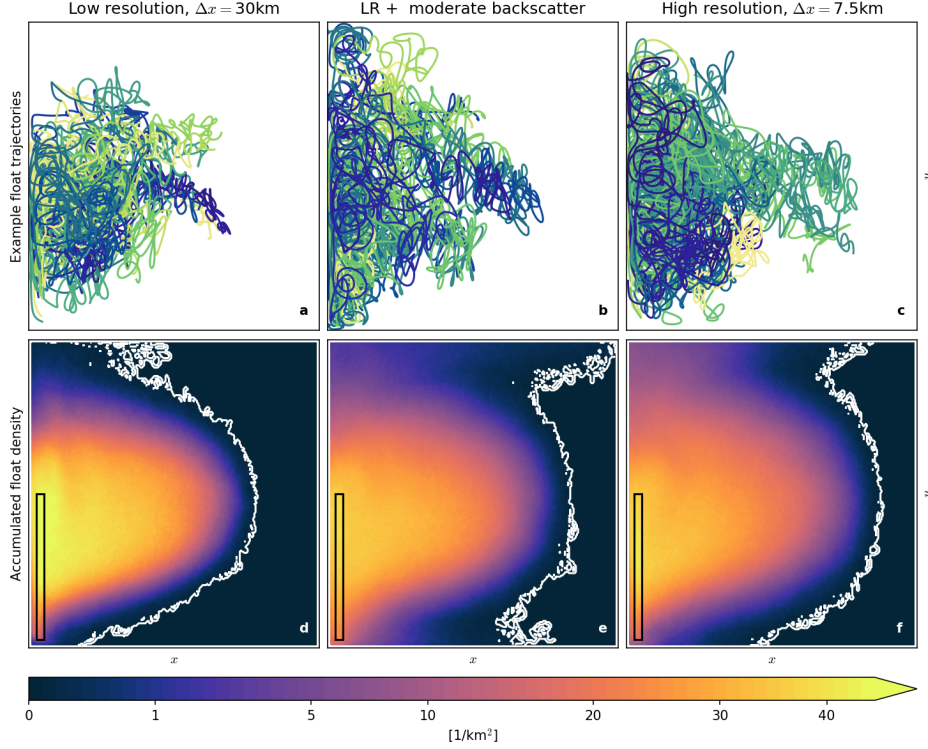 Low resolution, Δx = 30km
LR + moderate backscatter
High resolution, Δx = 7.5km
Example float trajectories
a
b
c
Accumulated float density
d
e
f
x
x
x
0 1 5 10 20 30 40
[1/km²]